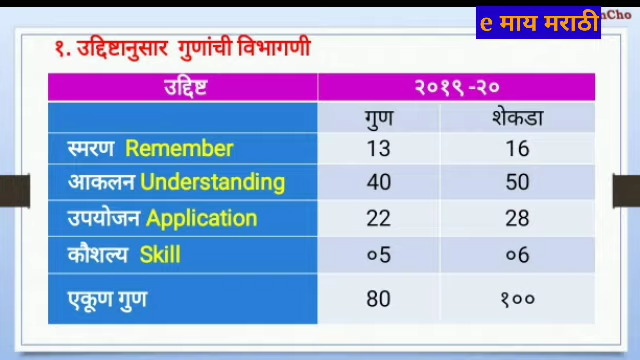 nCho
e माय मराठी
१. उद्दिष्टानुसार गुणांची विभागणी
उद्दिष्ट २०१९-२०
गुण शेकडा
स्मरण Remember 13 16
आकलन Understanding 40 50
उपयोजन Application 22 28
कौशल्य Skill ०5 ०6
एकूण गुण 80 १००